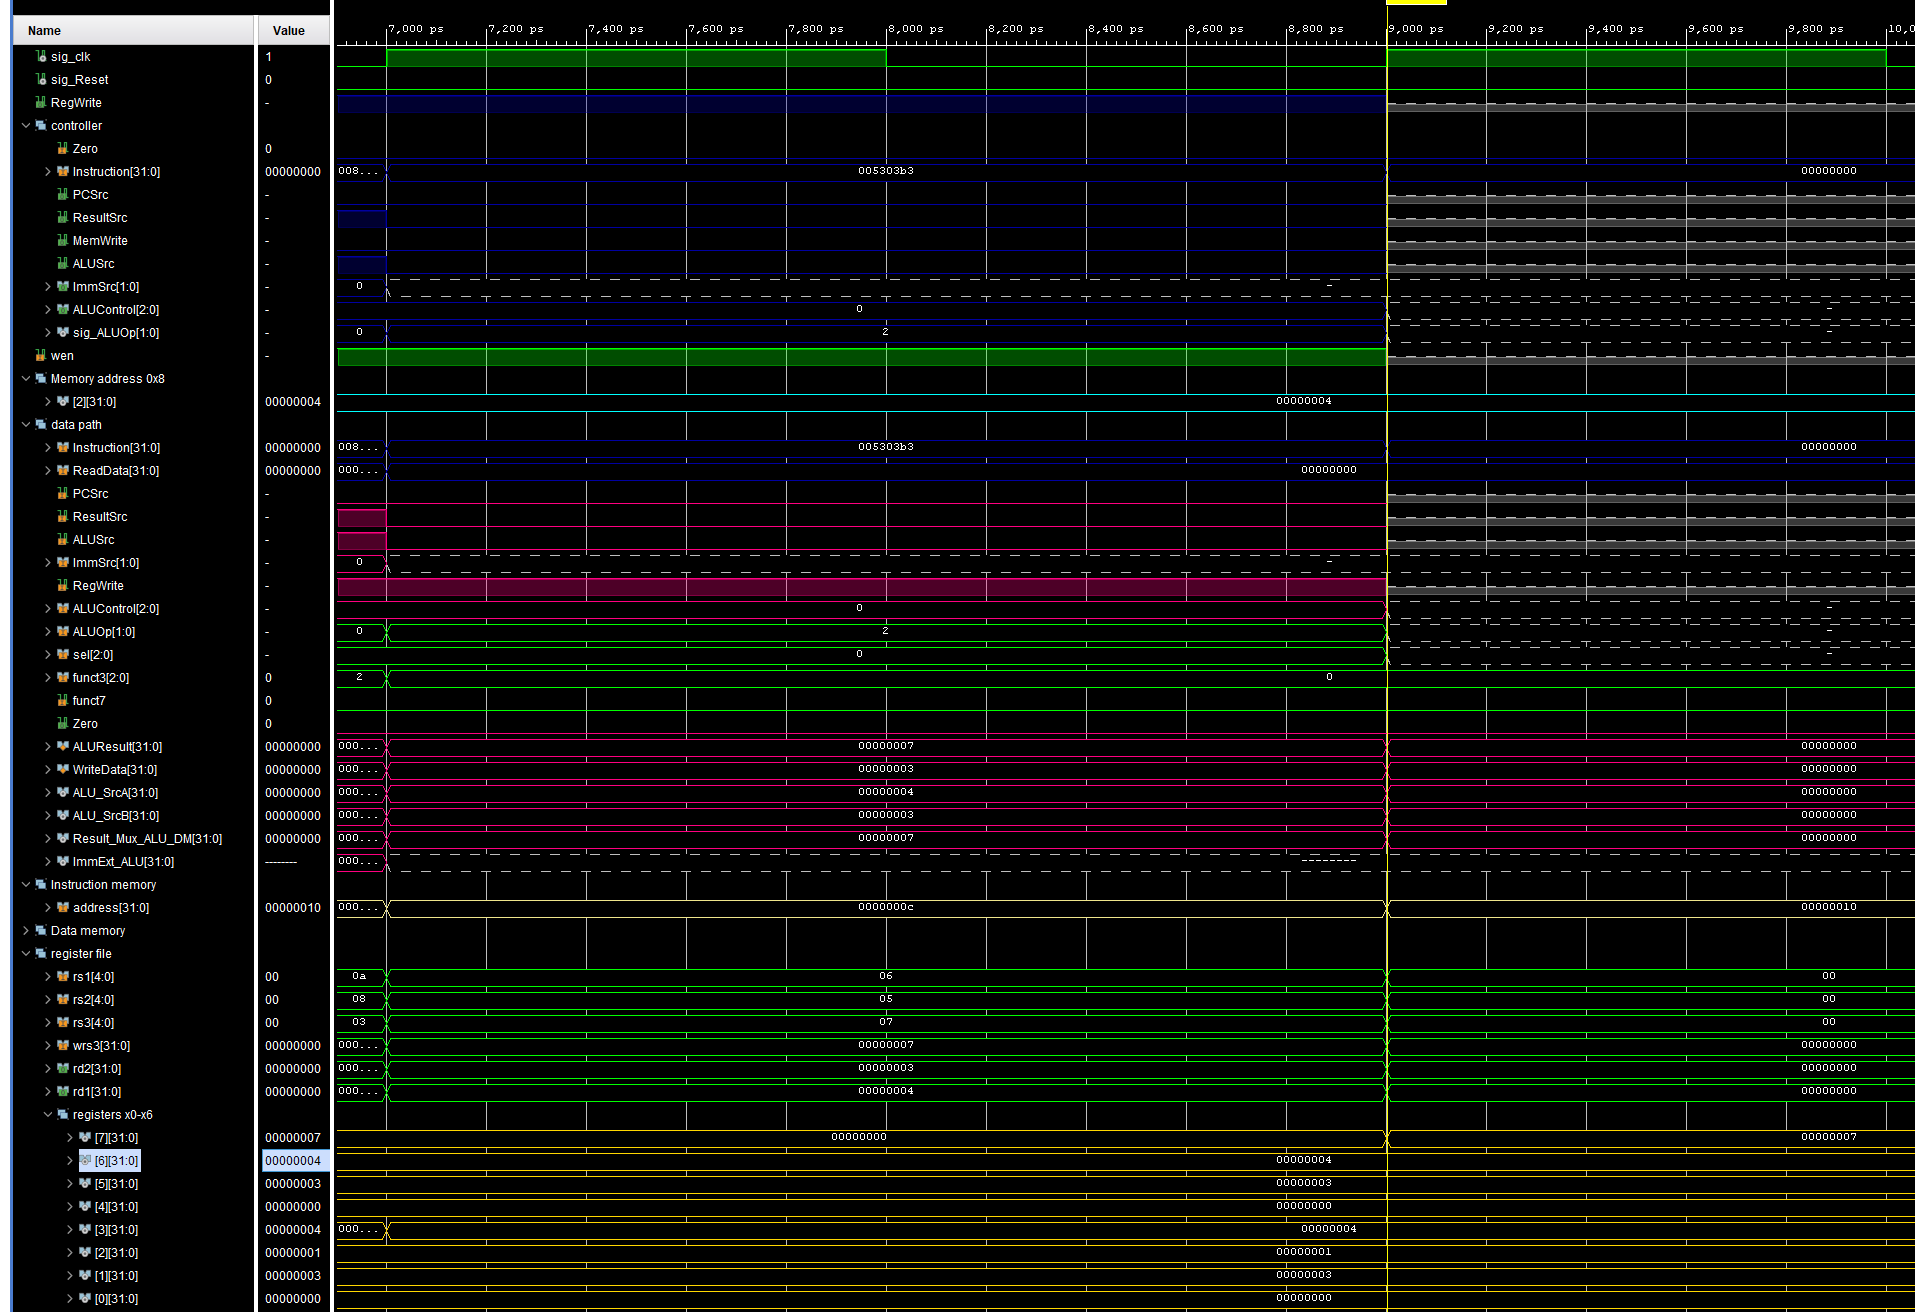 Name Value 7,000 ps 7,200 ps 7,400 ps 7,600 ps 7,800 ps 8,000 ps 8,200 ps 8,400 ps 8,600 ps 8,800 ps 9,000 ps 9,200 ps 9,400 ps 9,600 ps 9,800 ps 10,0
sig_clk 1
sig_Reset 0
RegWrite -
controller
Zero 0
Instruction[31:0] 00000000 008... 005303b3 00000000
PCSrc -
ResultSrc -
MemWrite -
ALUSrc -
ImmSrc[1:0] - 0 -
ALUControl[2:0] - 0 -
sig_ALUOp[1:0] - 0 2 -
wen -
Memory address 0x8
[2][31:0] 00000004 00000004
data path
Instruction[31:0] 00000000 008... 005303b3 00000000
ReadData[31:0] 00000000 000... 00000000
PCSrc -
ResultSrc -
ALUSrc -
ImmSrc[1:0] - 0 -
RegWrite -
ALUControl[2:0] - 0 -
ALUOp[1:0] - 0 2 -
sel[2:0] - 0 -
funct3[2:0] 0 2 0
funct7 0
Zero 0
ALUResult[31:0] 00000000 000... 00000007 00000000
WriteData[31:0] 00000000 000... 00000003 00000000
ALU_SrcA[31:0] 00000000 000... 00000004 00000000
ALU_SrcB[31:0] 00000000 000... 00000003 00000000
Result_Mux_ALU_DM[31:0] 00000000 000... 00000007 00000000
ImmExt_ALU[31:0] -------- 000... --------
Instruction memory
address[31:0] 00000010 000... 0000000c 00000010
Data memory
register file
rs1[4:0] 00 0a 06 00
rs2[4:0] 00 08 05 00
rs3[4:0] 00 03 07 00
wrs3[31:0] 00000000 000... 00000007 00000000
rd2[31:0] 00000000 000... 00000003 00000000
rd1[31:0] 00000000 000... 00000004 00000000
registers x0-x6
[7][31:0] 00000007 00000000 00000007
[6][31:0] 00000004 00000004
[5][31:0] 00000003 00000003
[4][31:0] 00000000 00000000
[3][31:0] 00000004 000... 00000004
[2][31:0] 00000001 00000001
[1][31:0] 00000003 00000003
[0][31:0] 00000000 00000000